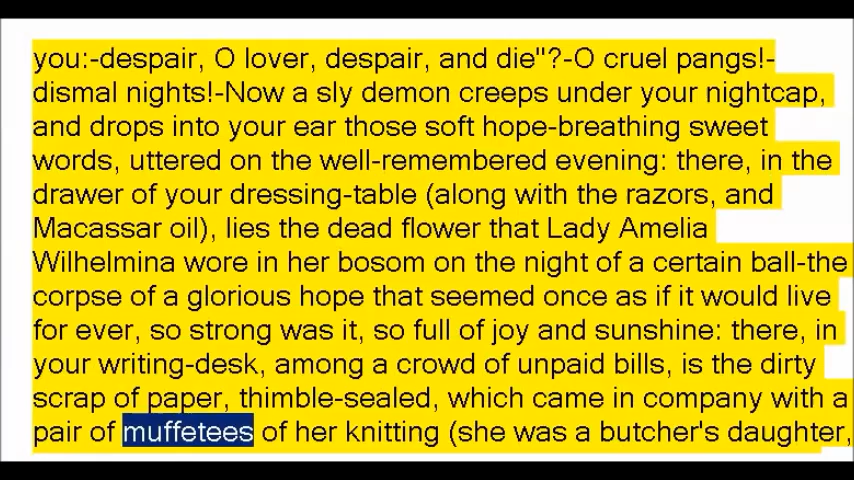 you:-despair, O lover, despair, and die"?-O cruel pangs!-
dismal nights!-Now a sly demon creeps under your nightcap,
and drops into your ear those soft hope-breathing sweet
words, uttered on the well-remembered evening: there, in the
drawer of your dressing-table (along with the razors, and
Macassar oil), lies the dead flower that Lady Amelia
Wilhelmina wore in her bosom on the night of a certain ball-the
corpse of a glorious hope that seemed once as if it would live
for ever, so strong was it, so full of joy and sunshine: there, in
your writing-desk, among a crowd of unpaid bills, is the dirty
scrap of paper, thimble-sealed, which came in company with a
pair of muffetees of her knitting (she was a butcher's daughter,